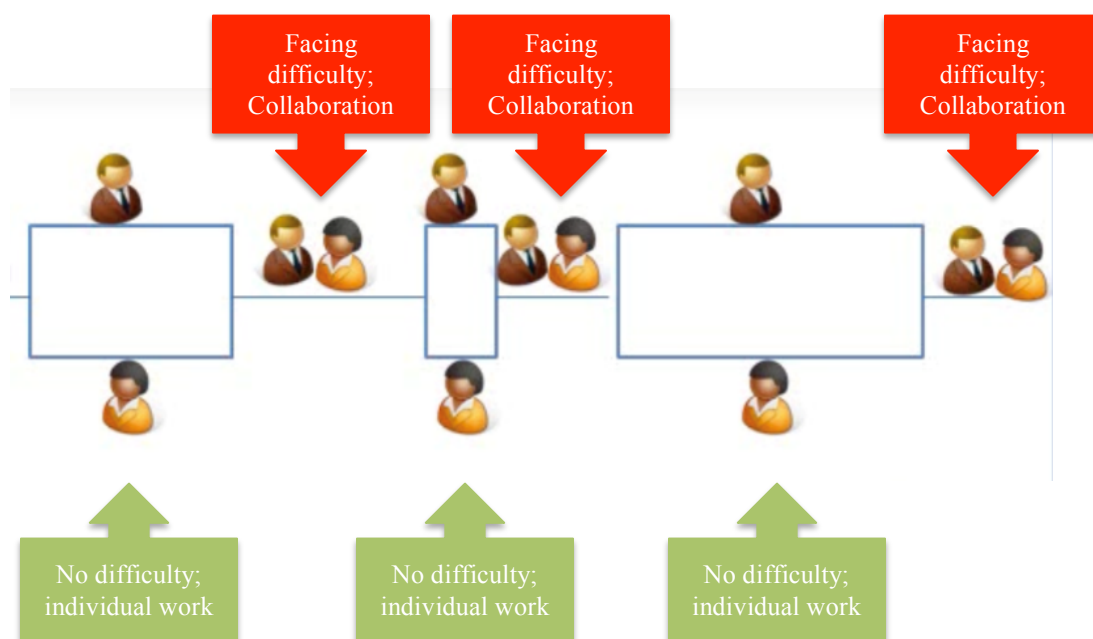 Facing
difficulty;
Collaboration
Facing
difficulty;
Collaboration
Facing
difficulty;
Collaboration
No difficulty;
individual work
No difficulty;
individual work
No difficulty;
individual work